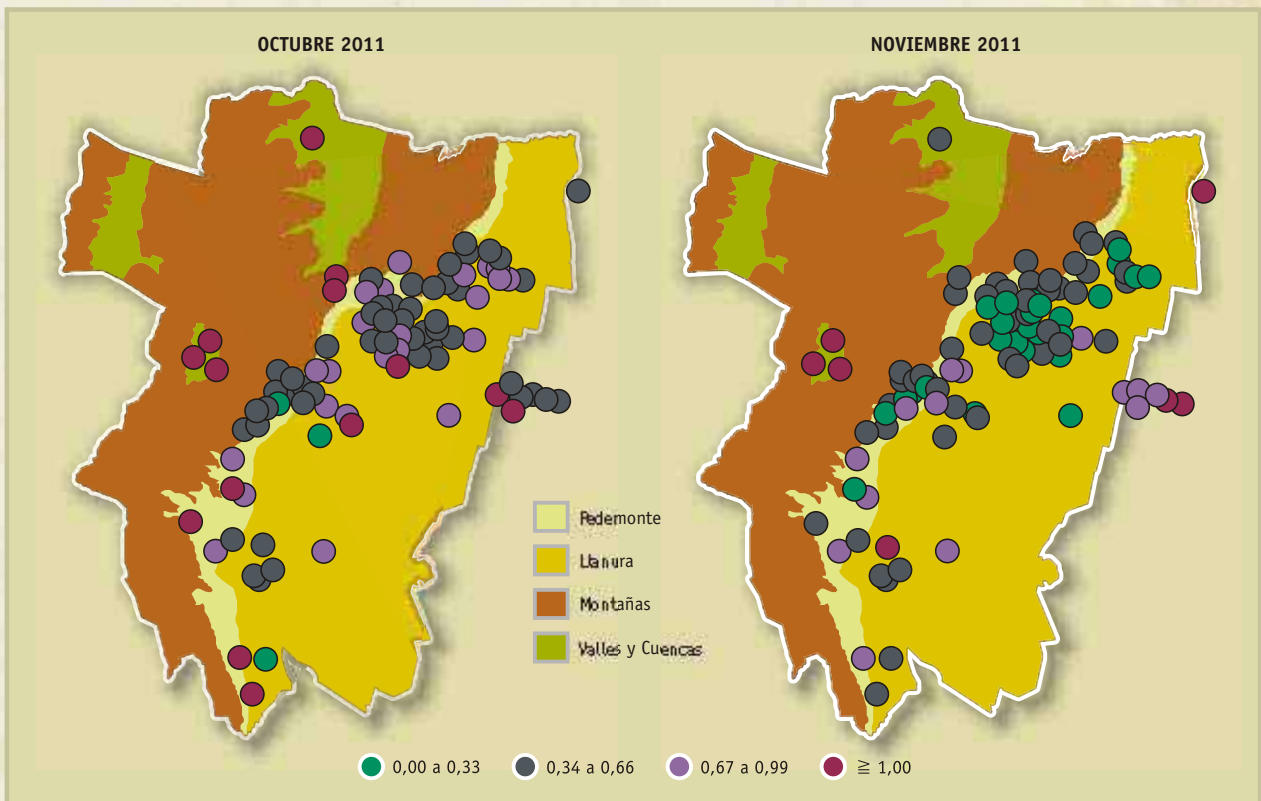 OCTUBRE 2011
NOVIEMBRE 2011
Pedemonte
Llanura
Montañas
Valles y Cuencas
0,00 a 0,33
0,34 a 0,66
0,67 a 0,99
≧ 1,00